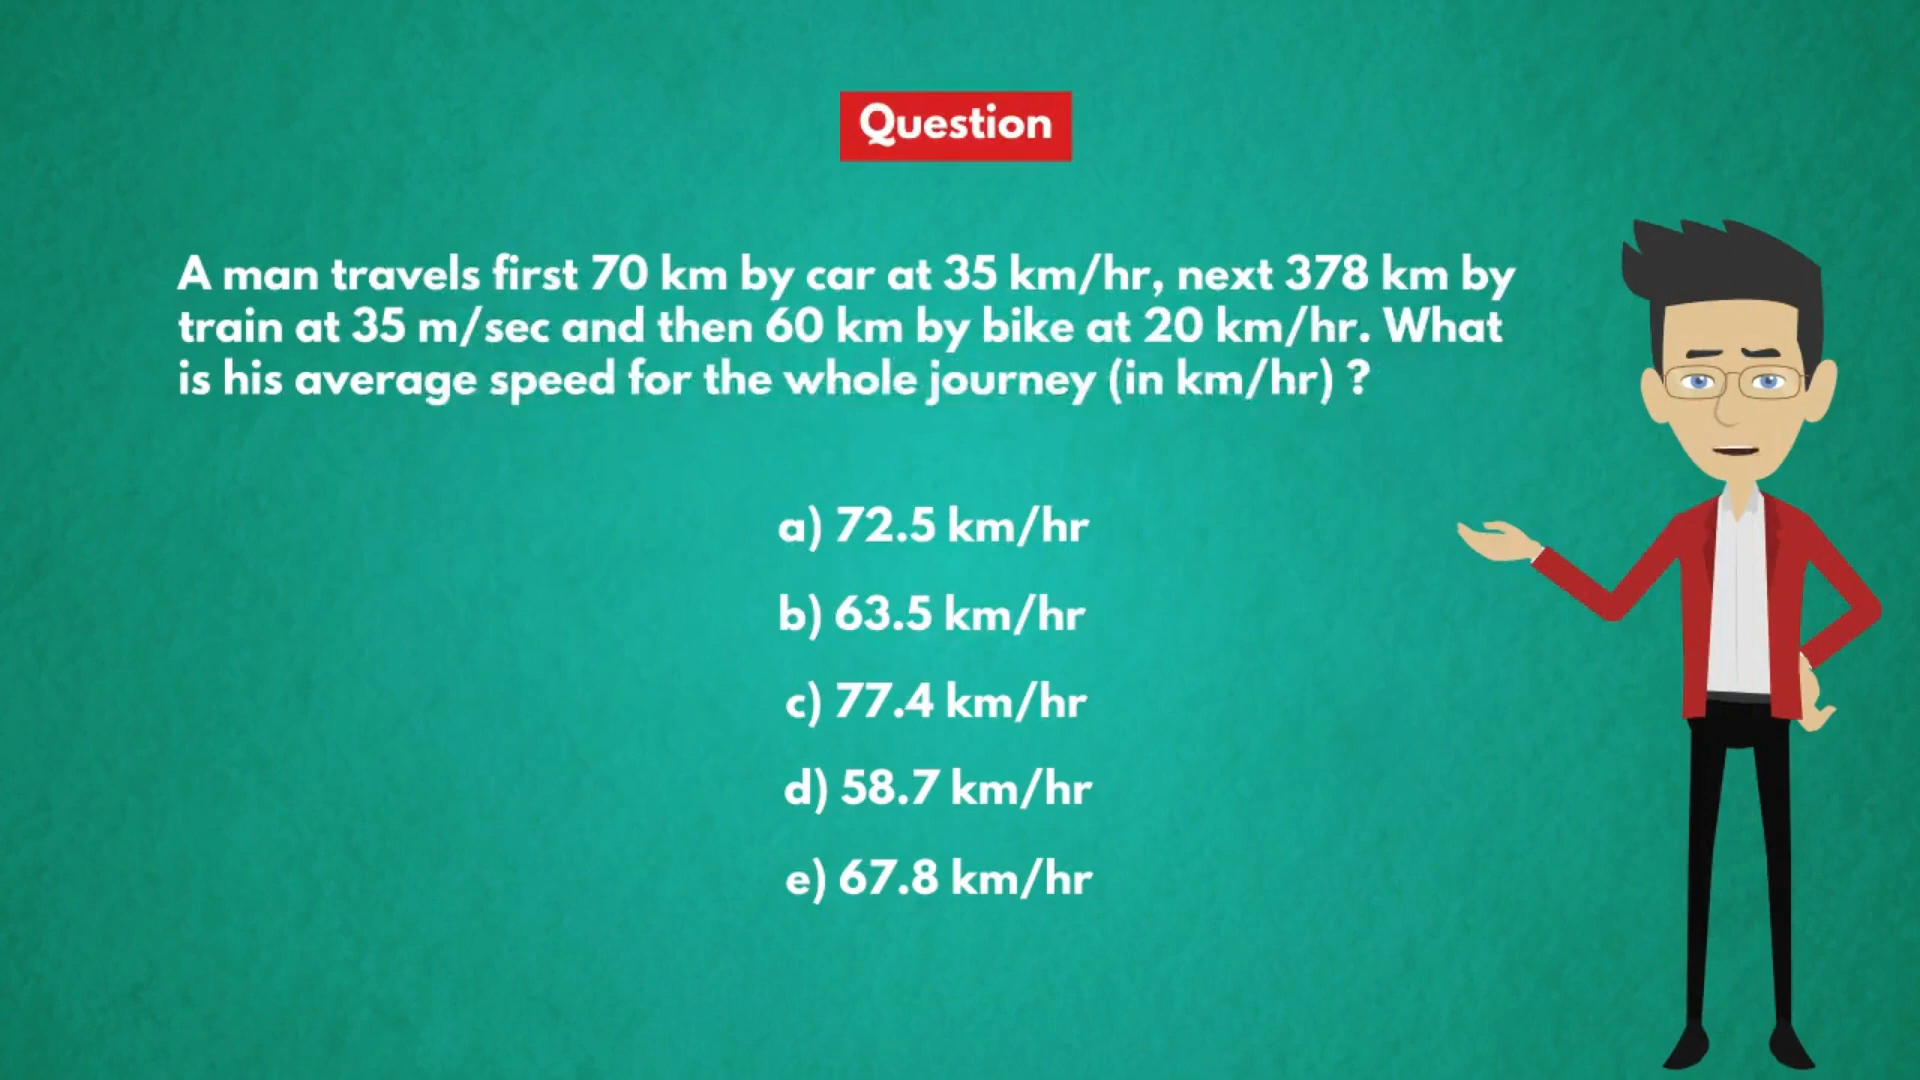 Question
A man travels first 70 km by car at 35 km/hr, next 378 km by
train at 35 m/sec and then 60 km by bike at 20 km/hr. What
is his average speed for the whole journey (in km/hr) ?
a) 72.5 km/hr
b) 63.5 km/hr
c) 77.4 km/hr
d) 58.7 km/hr
e) 67.8 km/hr